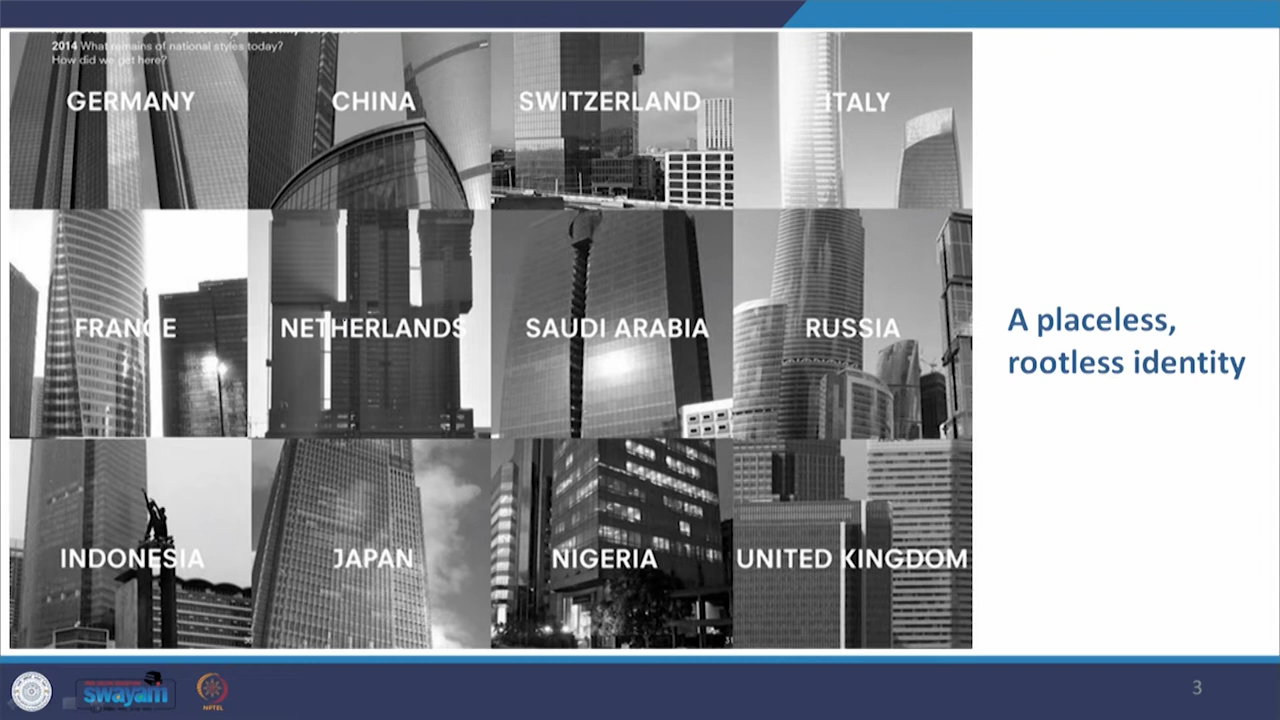 2014 What remains of national styles today?
How did we get here?
GERMANY
CHINA
SWITZERLAND
ITALY
FRANCE
NETHERLANDS
SAUDI ARABIA
RUSSIA
A placeless,
rootless identity
INDONESIA
JAPAN
NIGERIA
UNITED KINGDOM
swayam
NPTEL
3